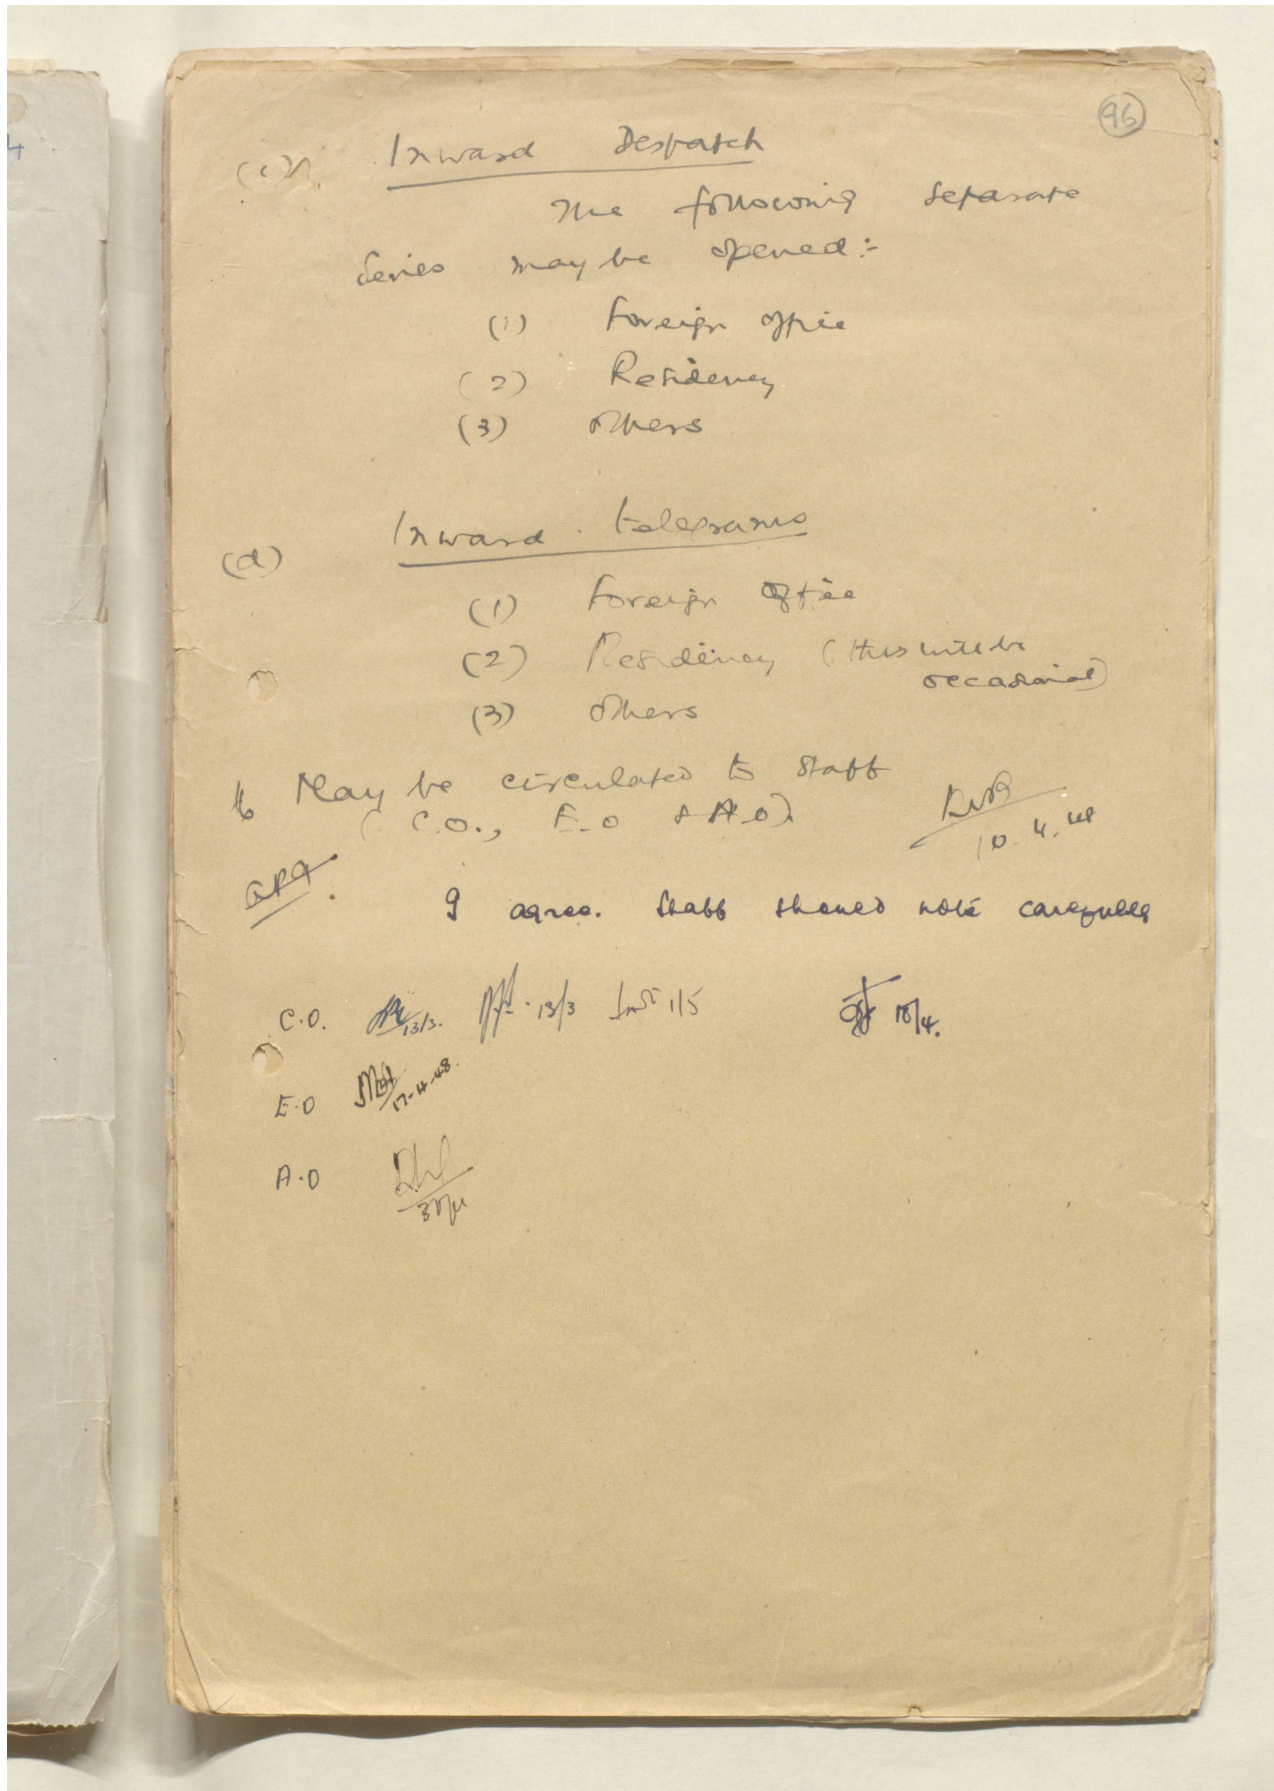 96
(c) Inward Despatch
The following separate
series may be opened:-
(1) Foreign office
(2) Residency
(3) others
(d) Inward telegrams
(1) Foreign office
(2) Residency (this will be
occasional)
(3) others
May be circulated to staff
(C.O., E.O & A.O).
10.4.48
I agree. Staff should note carefully
C.O. 13/3. 13/3 1/5 10/4.
E.O 17-4-48.
A.O